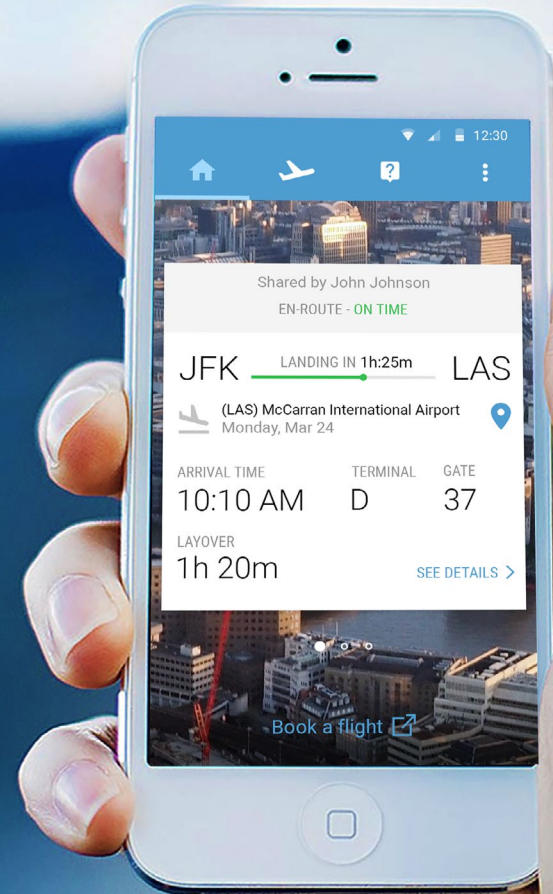 12:30
?
Shared by John Johnson
EN-ROUTE - ON TIME
JFK LANDING IN 1h:25m LAS
(LAS) McCarran International Airport
Monday, Mar 24
ARRIVAL TIME TERMINAL GATE
10:10 AM D 37
LAYOVER
1h 20m
SEE DETAILS
Book a flight